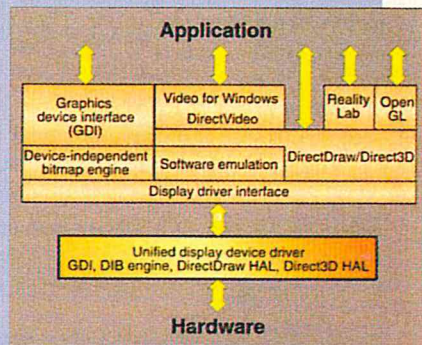 Application
Graphics
device interface
(GDI)
Video for Windows
DirectVideo
Reality
Lab
Open
GL
Device-independent
bitmap engine
Software emulation
DirectDraw/Direct3D
Display driver interface
Unified display device driver
GDI, DIB engine, DirectDraw HAL, Direct3D HAL
Hardware